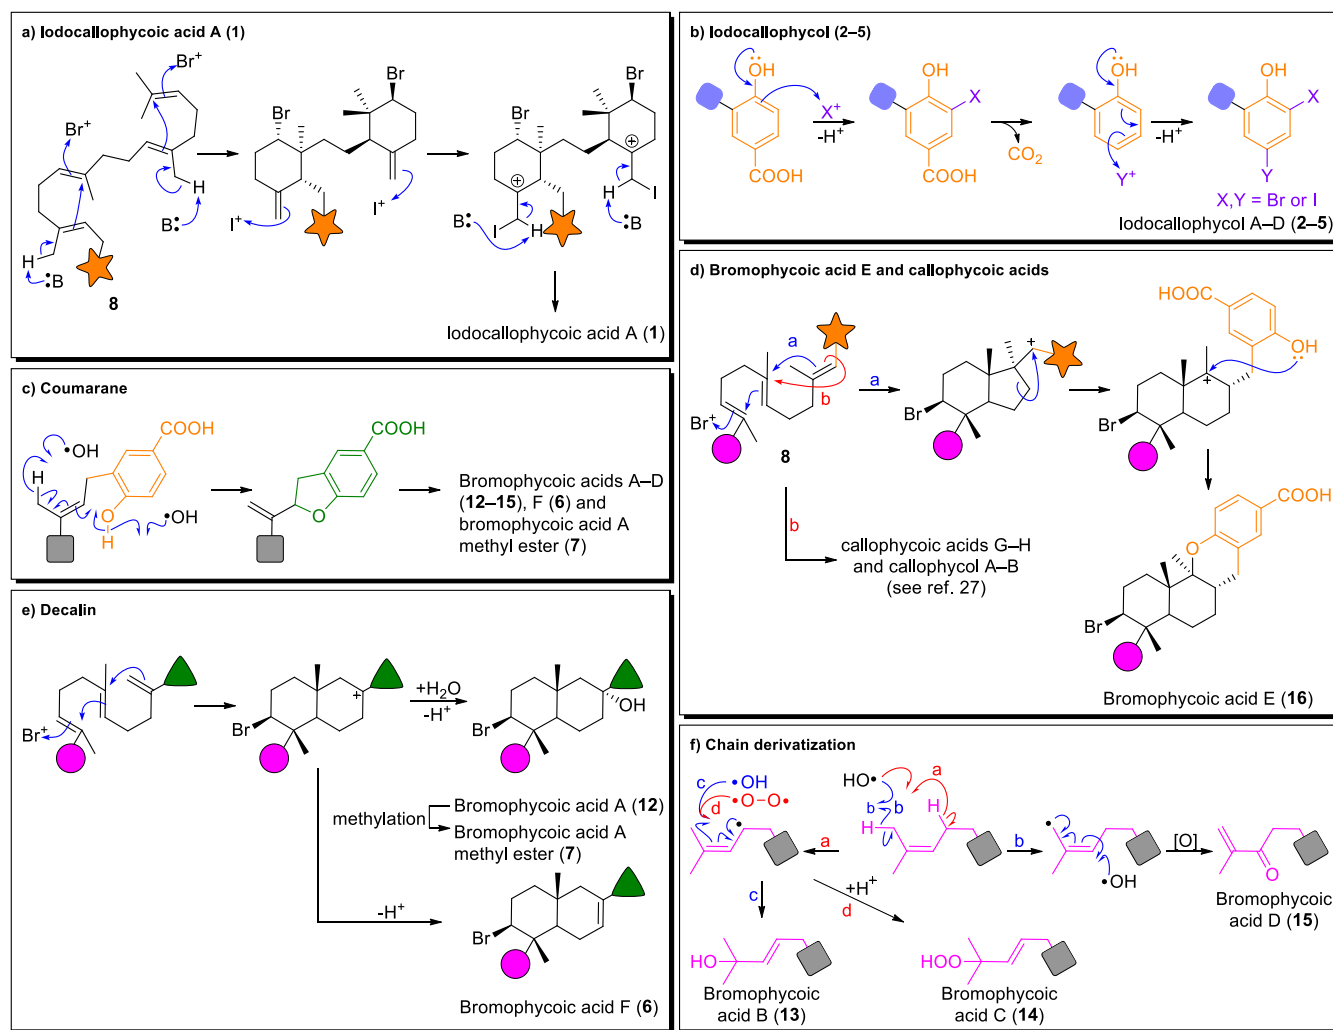 a) Iodocallophycoic acid A (1)
Br⁺
Br⁺
H
B:
H
:B
8
Br
Br
I⁺
I⁺
Br
Br
I
H
:B
B:
I
H
Iodocallophycoic acid A (1)
b) Iodocallophycol (2–5)
OH
COOH
X⁺
-H⁺
OH
X
COOH
CO₂
OH
Y⁺
-H⁺
OH
X
Y
X,Y = Br or I
Iodocallophycol A–D (2–5)
c) Coumarane
•OH
H
COOH
O
H
•OH
COOH
O
Bromophycoic acids A–D
(12–15), F (6) and
bromophycoic acid A
methyl ester (7)
d) Bromophycoic acid E and callophycoic acids
a
b
Br⁺
8
a
Br
+
HOOC
OH
+
Br
b
callophycoic acids G–H
and callophycol A–B
(see ref. 27)
COOH
O
Br
Bromophycoic acid E (16)
e) Decalin
Br⁺
Br
+
+H₂O
-H⁺
OH
Br
methylation
Bromophycoic acid A (12)
Bromophycoic acid A
methyl ester (7)
-H⁺
Br
Bromophycoic acid F (6)
f) Chain derivatization
c
•OH
d
•O–O•
HO•
a
b
b
H
H
a
b
•OH
[O]
O
Bromophycoic
acid D (15)
c
+H⁺
d
HO
Bromophycoic
acid B (13)
HOO
Bromophycoic
acid C (14)